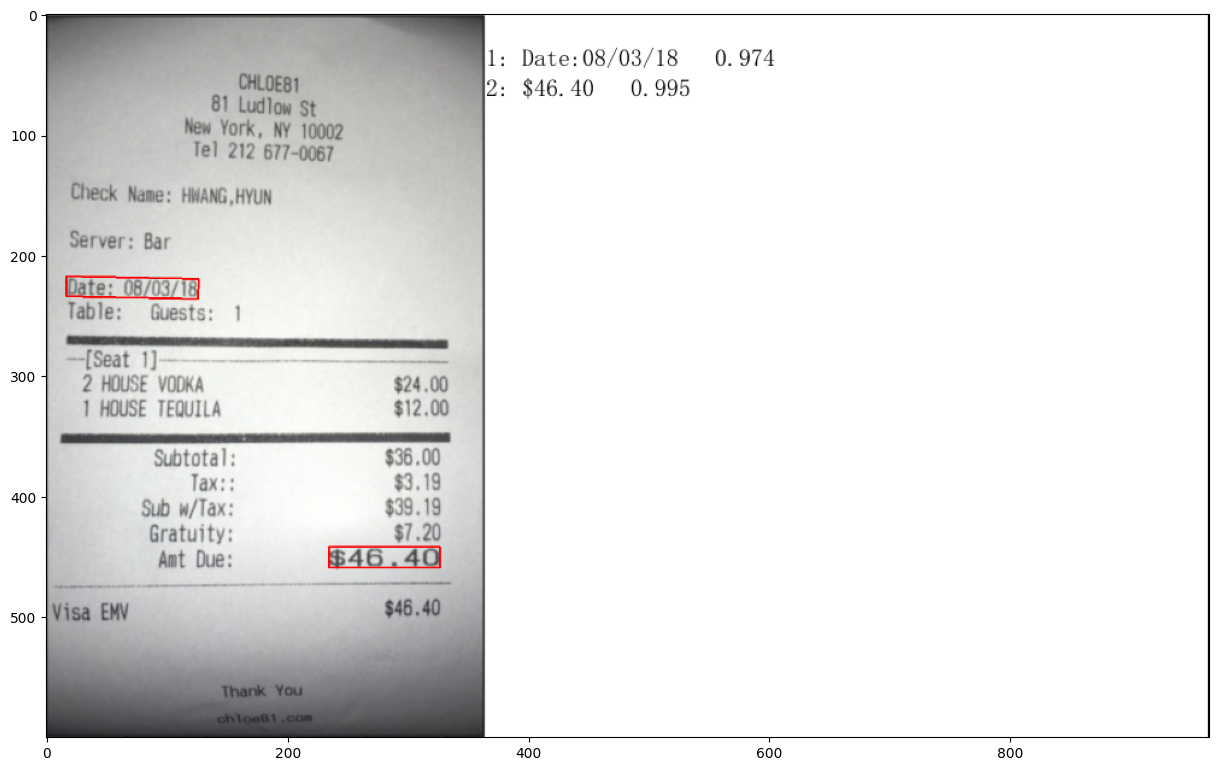 CHLOE81
81 Ludlow St
New York, NY 10002
Tel 212 677-0067
Check Name: HWANG,HYUN
Server: Bar
Date: 08/03/18
Table: Guests: 1
[Seat 1]
2 HOUSE VODKA $24.00
1 HOUSE TEQUILA $12.00
Subtotal: $36.00
Tax:: $3.19
Sub w/Tax: $39.19
Gratuity: $7.20
Amt Due: $46.40
Visa EMV $46.40
Thank You
chloe81.com
1: Date:08/03/18 0.974
2: $46.40 0.995
0
100
200
300
400
500
0 200 400 600 800